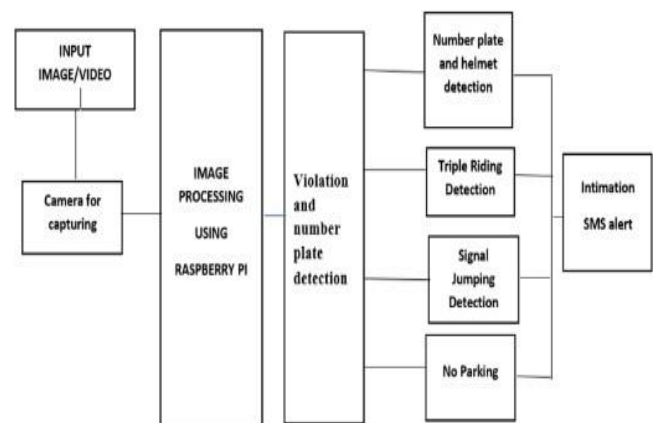 INPUT
IMAGE/VIDEO
Camera for
capturing
IMAGE
PROCESSING
USING
RASPBERRY PI
Violation
and
number
plate
detection
Number plate
and helmet
detection
Triple Riding
Detection
Signal
Jumping
Detection
No Parking
Intimation
SMS alert